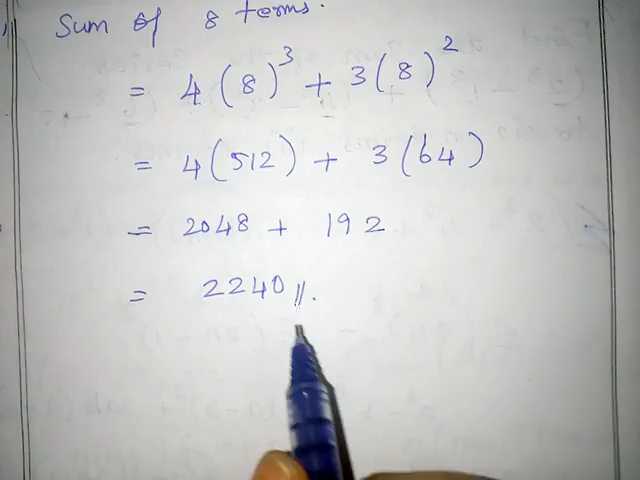 Sum of 8 terms.
= 4(8)³ + 3(8)²
= 4(512) + 3(64)
= 2048 + 192
= 2240 //.